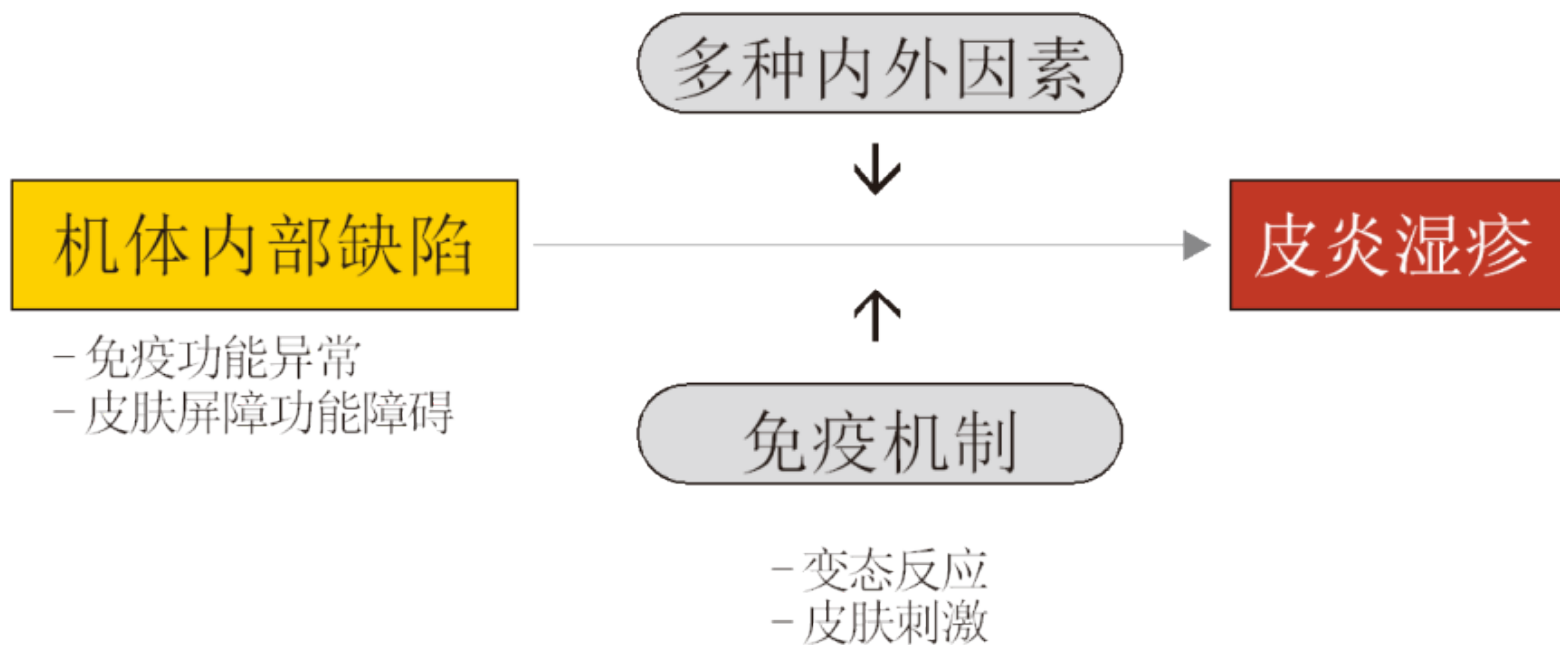 多种内外因素
机体内部缺陷
皮炎湿疹
– 免疫功能异常
– 皮肤屏障功能障碍
免疫机制
– 变态反应
– 皮肤刺激